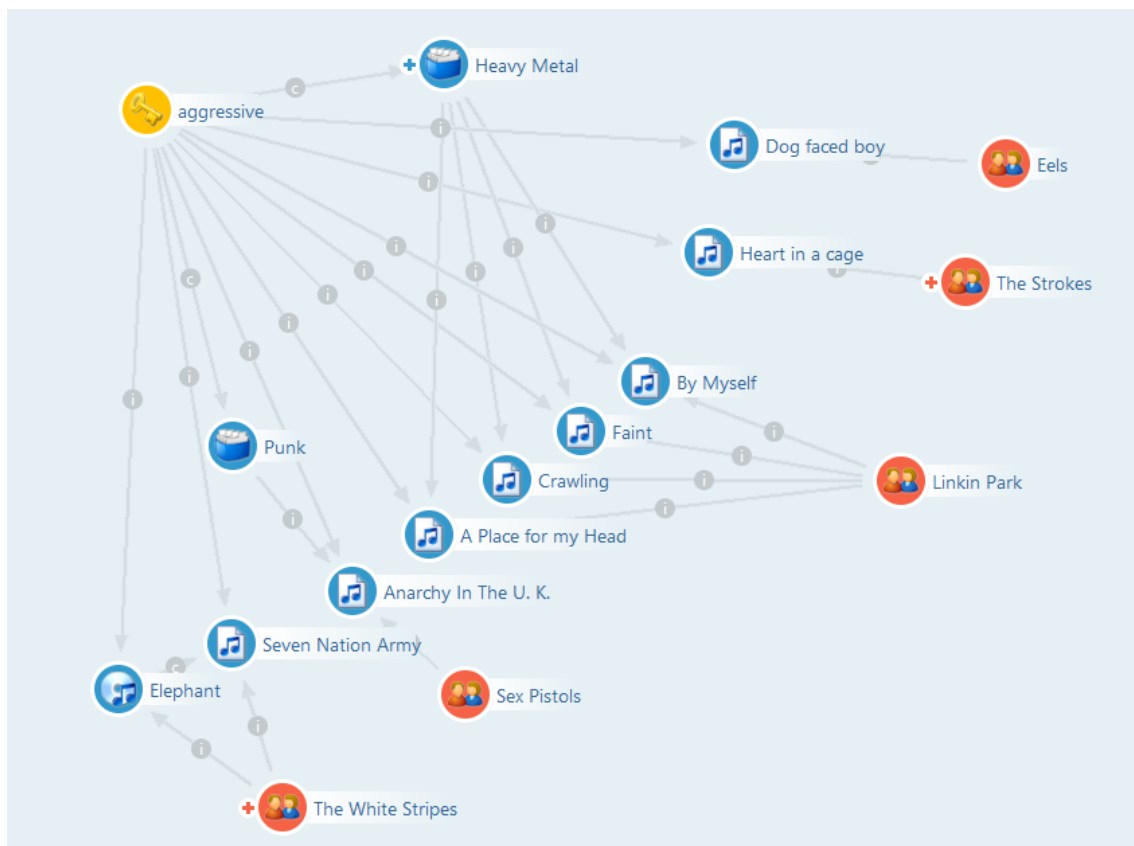 Heavy Metal
c
aggressive
i
Dog faced boy
Eels
i
i
Heart in a cage
i
i
i
The Strokes
i
i
c
i
i
i
i
i
By Myself
i
i
i
Faint
i
Punk
i
Crawling
i
Linkin Park
i
i
A Place for my Head
Anarchy In The U. K.
Seven Nation Army
c
Elephant
Sex Pistols
i
i
The White Stripes